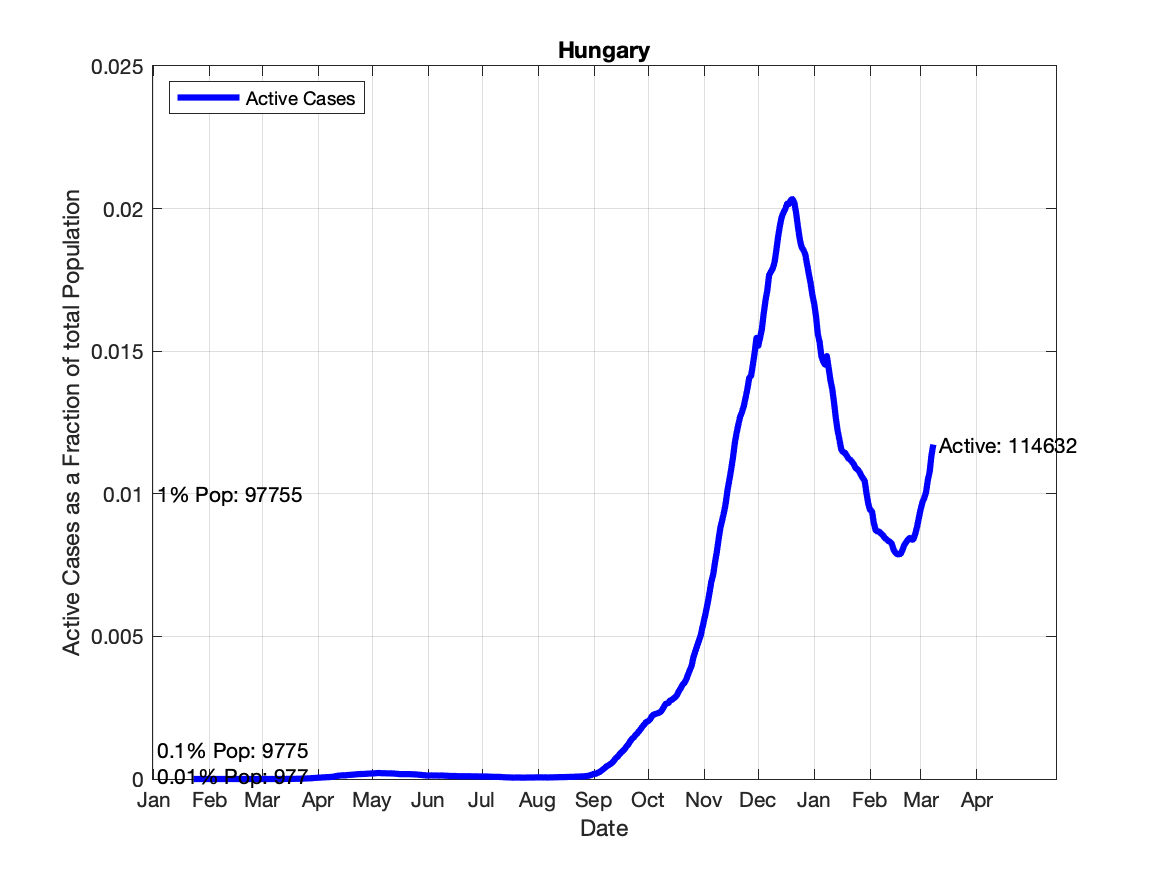 Hungary
Active Cases
Active Cases as a Fraction of total Population
0.025
0.02
0.015
0.01
0.005
0
1% Pop: 97755
0.1% Pop: 9775
0.01% Pop: 977
Active: 114632
Jan Feb Mar Apr May Jun Jul Aug Sep Oct Nov Dec Jan Feb Mar Apr
Date